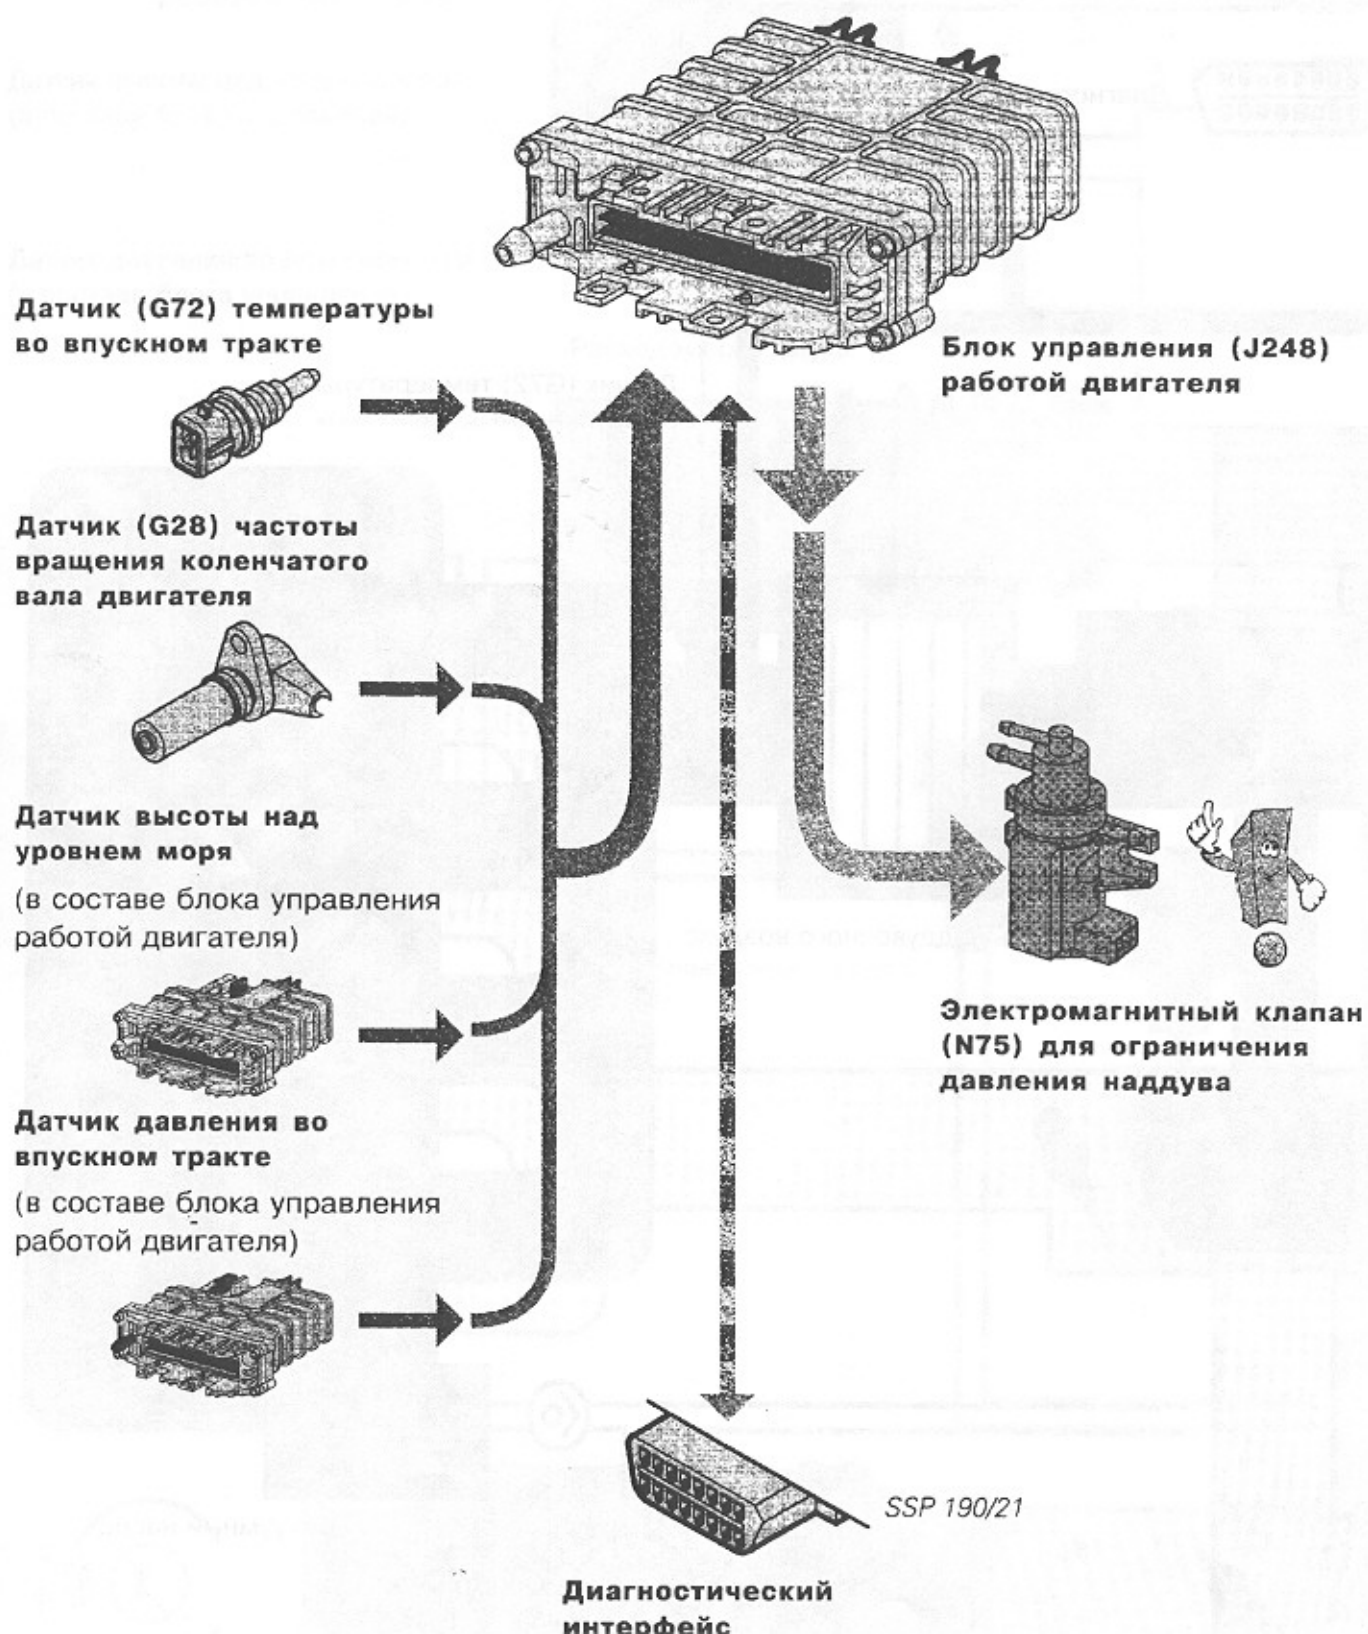 Датчик (G72) температуры
во впускном тракте
Блок управления (J248)
работой двигателя
Датчик (G28) частоты
вращения коленчатого
вала двигателя
Датчик высоты над
уровнем моря
(в составе блока управления
работой двигателя)
Электромагнитный клапан
(N75) для ограничения
давления наддува
Датчик давления во
впускном тракте
(в составе блока управления
работой двигателя)
SSP 190/21
Диагностический
интерфейс